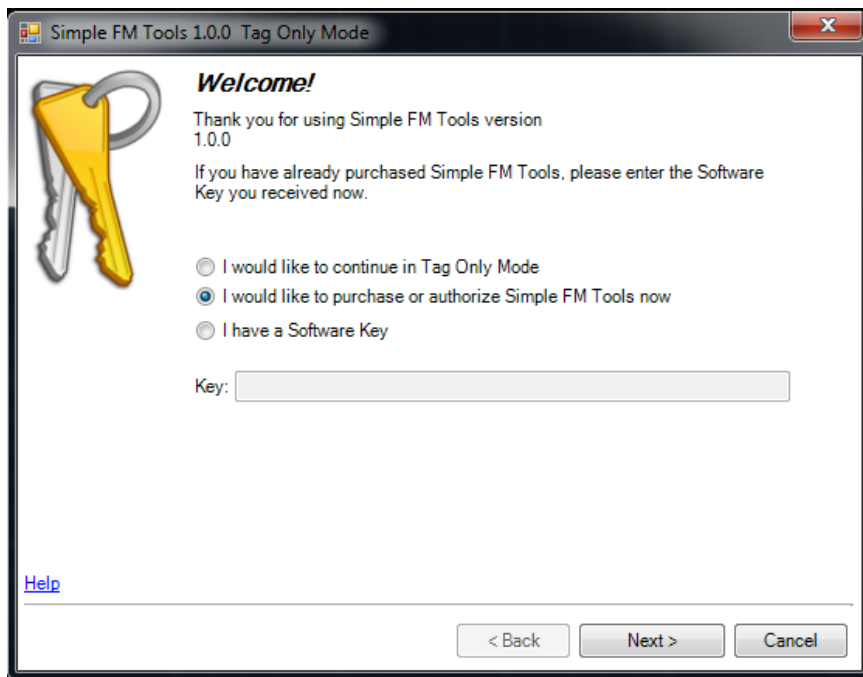 Simple FM Tools 1.0.0 Tag Only Mode
Welcome!
Thank you for using Simple FM Tools version
1.0.0
If you have already purchased Simple FM Tools, please enter the Software
Key you received now.
I would like to continue in Tag Only Mode
I would like to purchase or authorize Simple FM Tools now
I have a Software Key
Key:
Help
< Back
Next >
Cancel